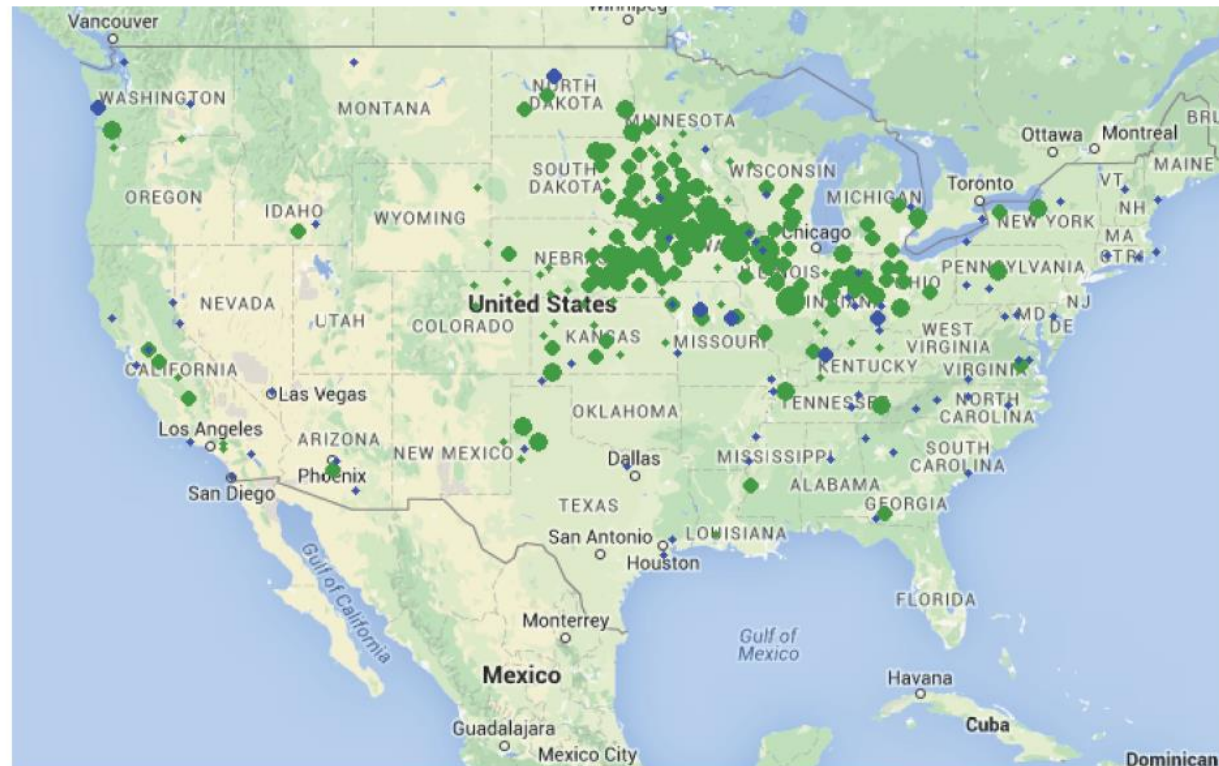 Vancouver
Winnipeg
WASHINGTON
MONTANA
NORTH
DAKOTA
MINNESOTA
Ottawa
Montreal
MAINE
OREGON
IDAHO
WYOMING
SOUTH
DAKOTA
WISCONSIN
MICHIGAN
Toronto
VT
NH
NEW YORK
MA
Chicago
NEVADA
UTAH
COLORADO
United States
PENNSYLVANIA
NJ
MD
DE
KANSAS
MISSOURI
WEST
VIRGINIA
KENTUCKY
VIRGINIA
CALIFORNIA
Las Vegas
Los Angeles
ARIZONA
NEW MEXICO
OKLAHOMA
TENNESSEE
NORTH
CAROLINA
San Diego
Phoenix
Dallas
MISSISSIPPI
SOUTH
CAROLINA
ALABAMA
GEORGIA
TEXAS
San Antonio
Houston
LOUISIANA
Gulf of California
FLORIDA
Monterrey
Gulf of
Mexico
Mexico
Havana
Cuba
Guadalajara
Mexico City
Dominican